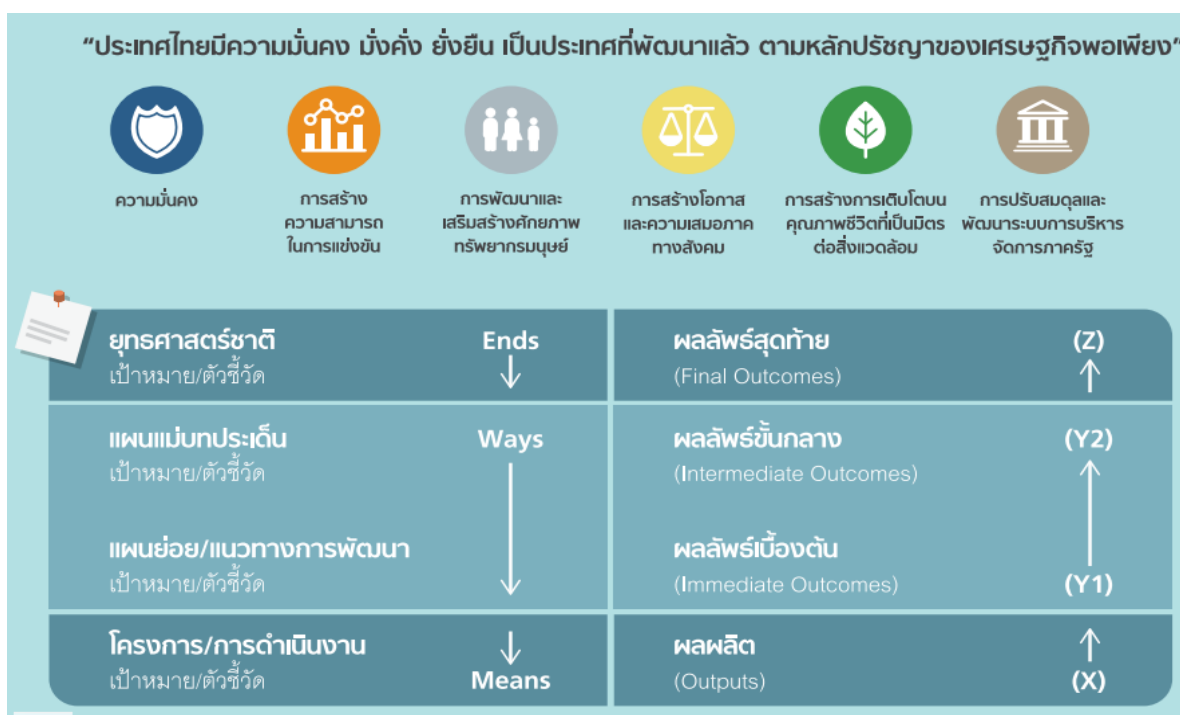 “ประเทศไทยมีความมั่นคง มั่งคั่ง ยั่งยืน เป็นประเทศที่พัฒนาแล้ว ตามหลักปรัชญาของเศรษฐกิจพอเพียง”
ความมั่นคง
การสร้าง
ความสามารถ
ในการแข่งขัน
การพัฒนาและ
เสริมสร้างศักยภาพ
ทรัพยากรมนุษย์
การสร้างโอกาส
และความเสมอภาค
ทางสังคม
การสร้างการเติบโตบน
คุณภาพชีวิตที่เป็นมิตร
ต่อสิ่งแวดล้อม
การปรับสมดุลและ
พัฒนาระบบการบริหาร
จัดการภาครัฐ
ยุทธศาสตร์ชาติ Ends
เป้าหมาย/ตัวชี้วัด
ผลลัพธ์สุดท้าย (Z)
(Final Outcomes)
แผนแม่บทประเด็น Ways
เป้าหมาย/ตัวชี้วัด
ผลลัพธ์ขั้นกลาง (Y2)
(Intermediate Outcomes)
แผนย่อย/แนวทางการพัฒนา
เป้าหมาย/ตัวชี้วัด
ผลลัพธ์เบื้องต้น
(Immediate Outcomes) (Y1)
โครงการ/การดำเนินงาน
เป้าหมาย/ตัวชี้วัด Means
ผลผลิต
(Outputs) (X)